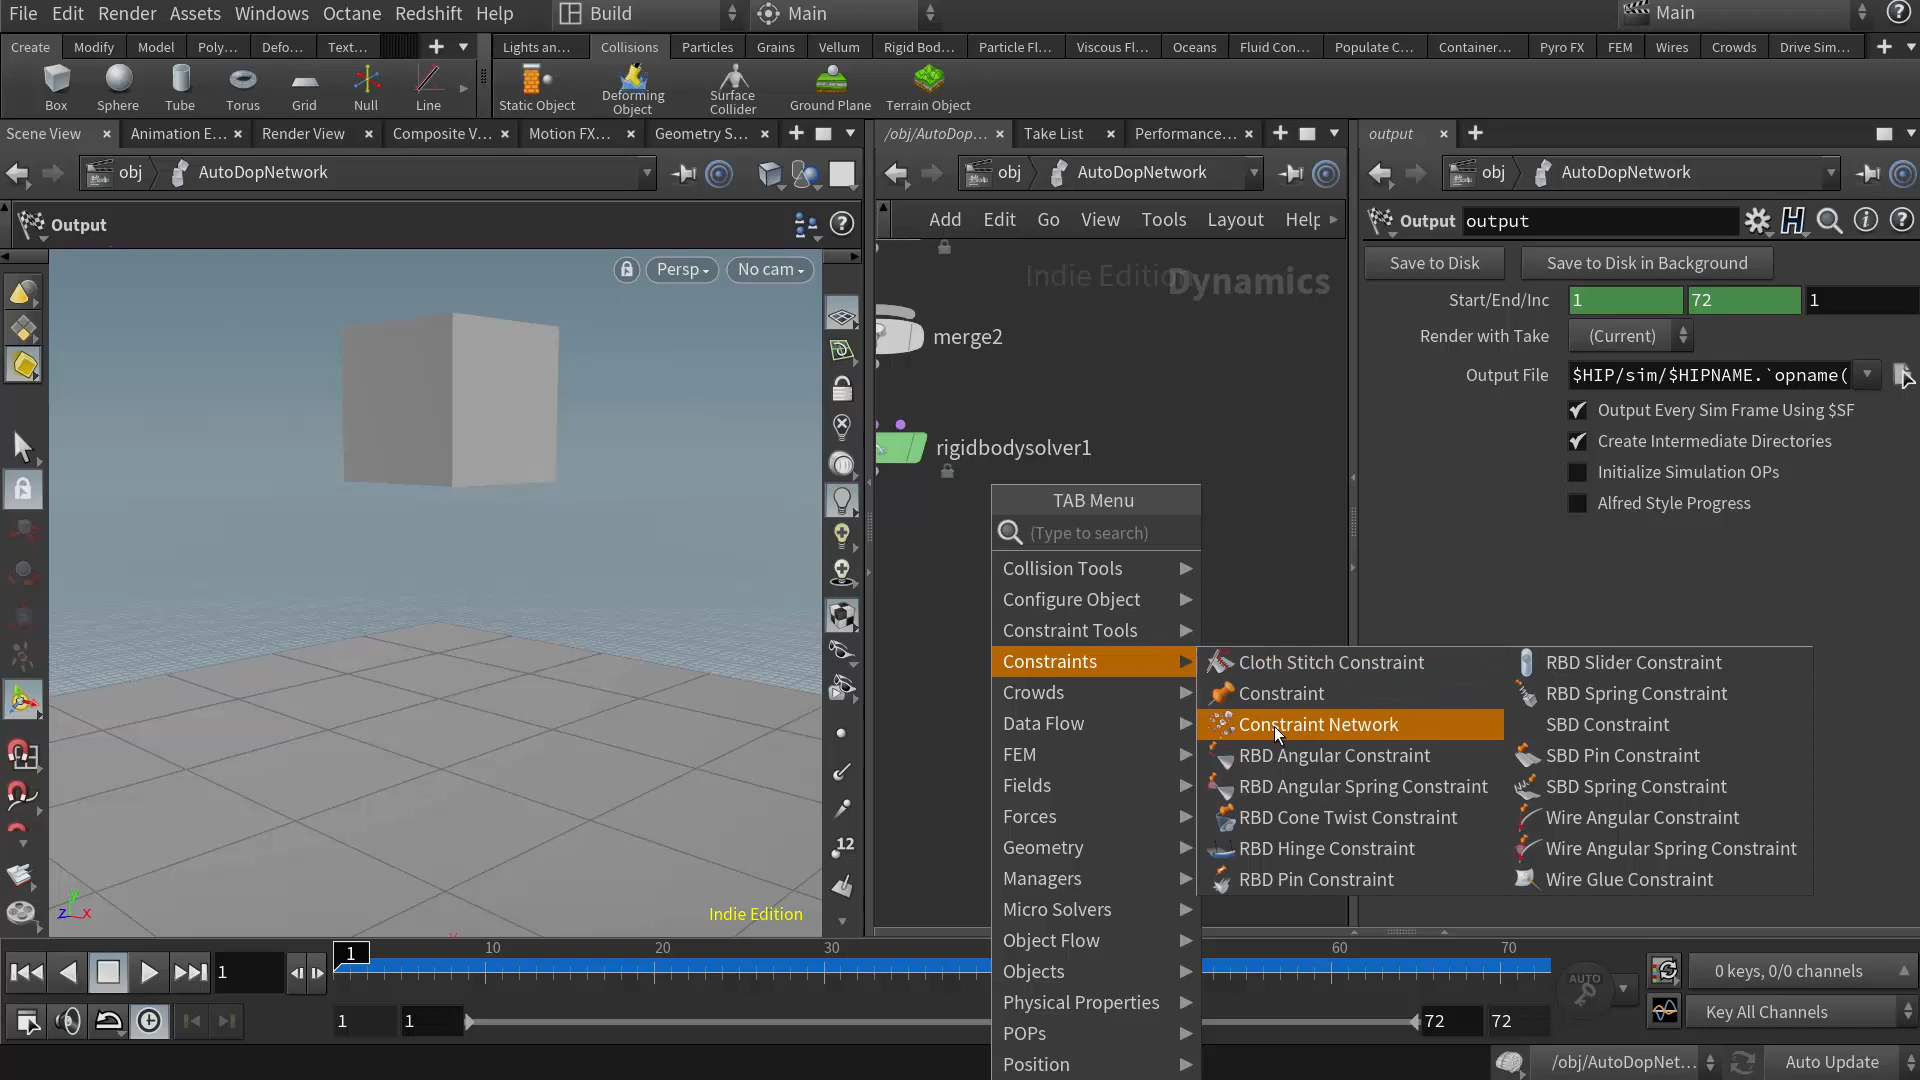 File Edit Render Assets Windows Octane Redshift Help Build Main Main
Create Modify Model Poly... Defo... Text... Lights an... Collisions Particles Grains Vellum Rigid Bod... Particle Fl... Viscous Fl... Oceans Fluid Con... Populate C... Container... Pyro FX FEM Wires Crowds Drive Sim...
Box Sphere Tube Torus Grid Null Line Static Object Deforming Object Surface Collider Ground Plane Terrain Object
Scene View Animation E... Render View Composite V... Motion FX... Geometry S... /obj/AutoDop... Take List Performance... output
obj AutoDopNetwork obj AutoDopNetwork obj AutoDopNetwork
Output
Add Edit Go View Tools Layout Help
Output output
Persp No cam
Indie Edition Dynamics
Save to Disk Save to Disk in Background
Start/End/Inc 1 72 1
Render with Take (Current)
Output File $HIP/sim/$HIPNAME.`opname(
Output Every Sim Frame Using $SF
Create Intermediate Directories
Initialize Simulation OPs
Alfred Style Progress
merge2
rigidbodysolver1
TAB Menu
(Type to search)
Collision Tools
Configure Object
Constraint Tools
Constraints
Crowds
Data Flow
FEM
Fields
Forces
Geometry
Managers
Micro Solvers
Object Flow
Objects
Physical Properties
POPs
Position
Cloth Stitch Constraint
Constraint
Constraint Network
RBD Angular Constraint
RBD Angular Spring Constraint
RBD Cone Twist Constraint
RBD Hinge Constraint
RBD Pin Constraint
RBD Slider Constraint
RBD Spring Constraint
SBD Constraint
SBD Pin Constraint
SBD Spring Constraint
Wire Angular Constraint
Wire Angular Spring Constraint
Wire Glue Constraint
12
y
z x
Indie Edition
1 1 10 20 30 60 70
AUTO
0 keys, 0/0 channels
1 1 72 72
Key All Channels
/obj/AutoDopNet... Auto Update